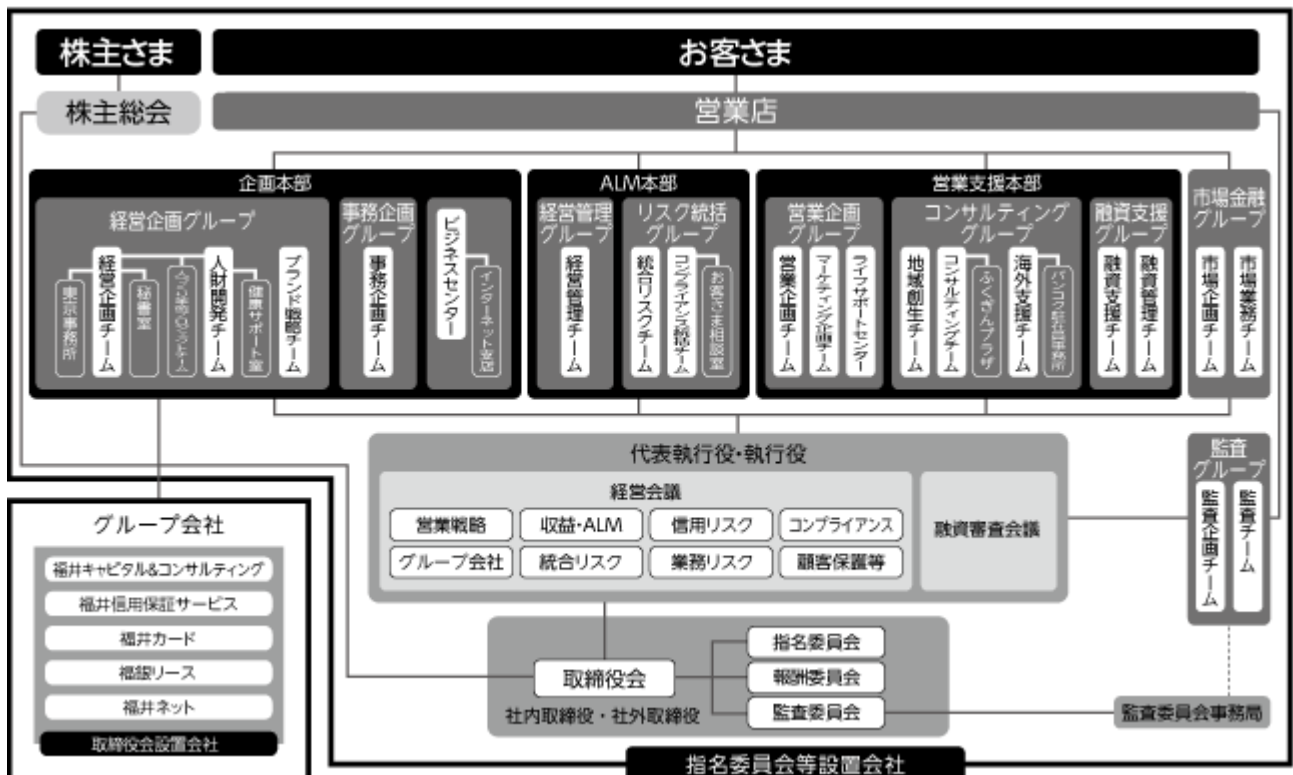 株主さま
お客さま
株主総会
営業店
企画本部
ALM本部
営業支援本部
経営企画グループ
東京事務所
経営企画チーム
秘書室
人財開発チーム
健康サポート室
ブランド戦略チーム
事務企画
グループ
事務企画チーム
ビジネスセンター
インターネット支店
経営管理
グループ
経営管理チーム
リスク統括
グループ
統合リスクチーム
コンプライアンス統括チーム
お客さま相談室
営業企画
グループ
営業企画チーム
マーケティング企画チーム
ライフサポートセンター
コンサルティング
グループ
地域創生チーム
コンサルティングチーム
ふくぎんプラザ
海外支援チーム
バンコク駐在員事務所
融資支援
グループ
融資支援チーム
融資管理チーム
市場金融
グループ
市場企画チーム
市場業務チーム
代表執行役・執行役
経営会議
営業戦略
収益・ALM
信用リスク
コンプライアンス
グループ会社
統合リスク
業務リスク
顧客保置等
融資審査会議
監査
グループ
監査企画チーム
監査チーム
グループ会社
福井キャピタル&コンサルティング
福井信用保証サービス
福井カード
福銀リース
福井ネット
取締役会設置会社
取締役会
社内取締役・社外取締役
指名委員会
報酬委員会
監査委員会
監査委員会事務局
指名委員会等設置会社